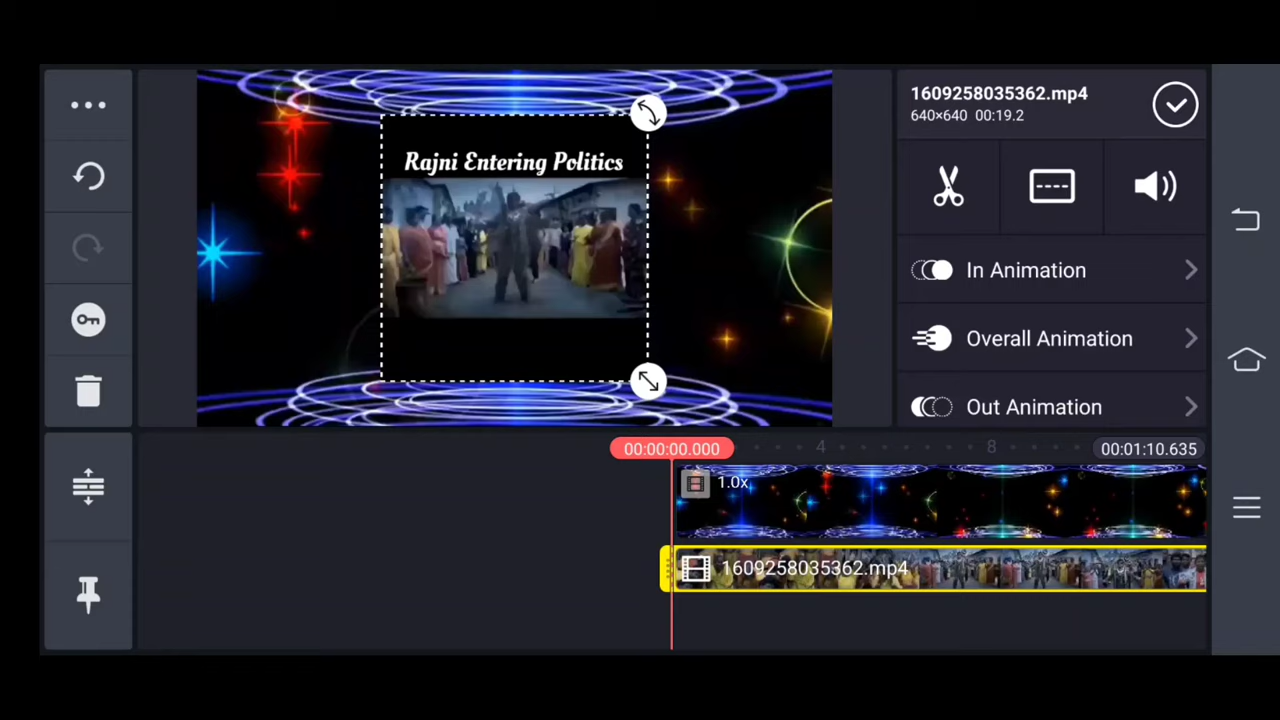 1609258035362.mp4
640×640 00:19.2
Rajni Entering Politics
In Animation
Overall Animation
Out Animation
00:00:00.000
4
8
00:01:10.635
1.0x
1609258035362.mp4